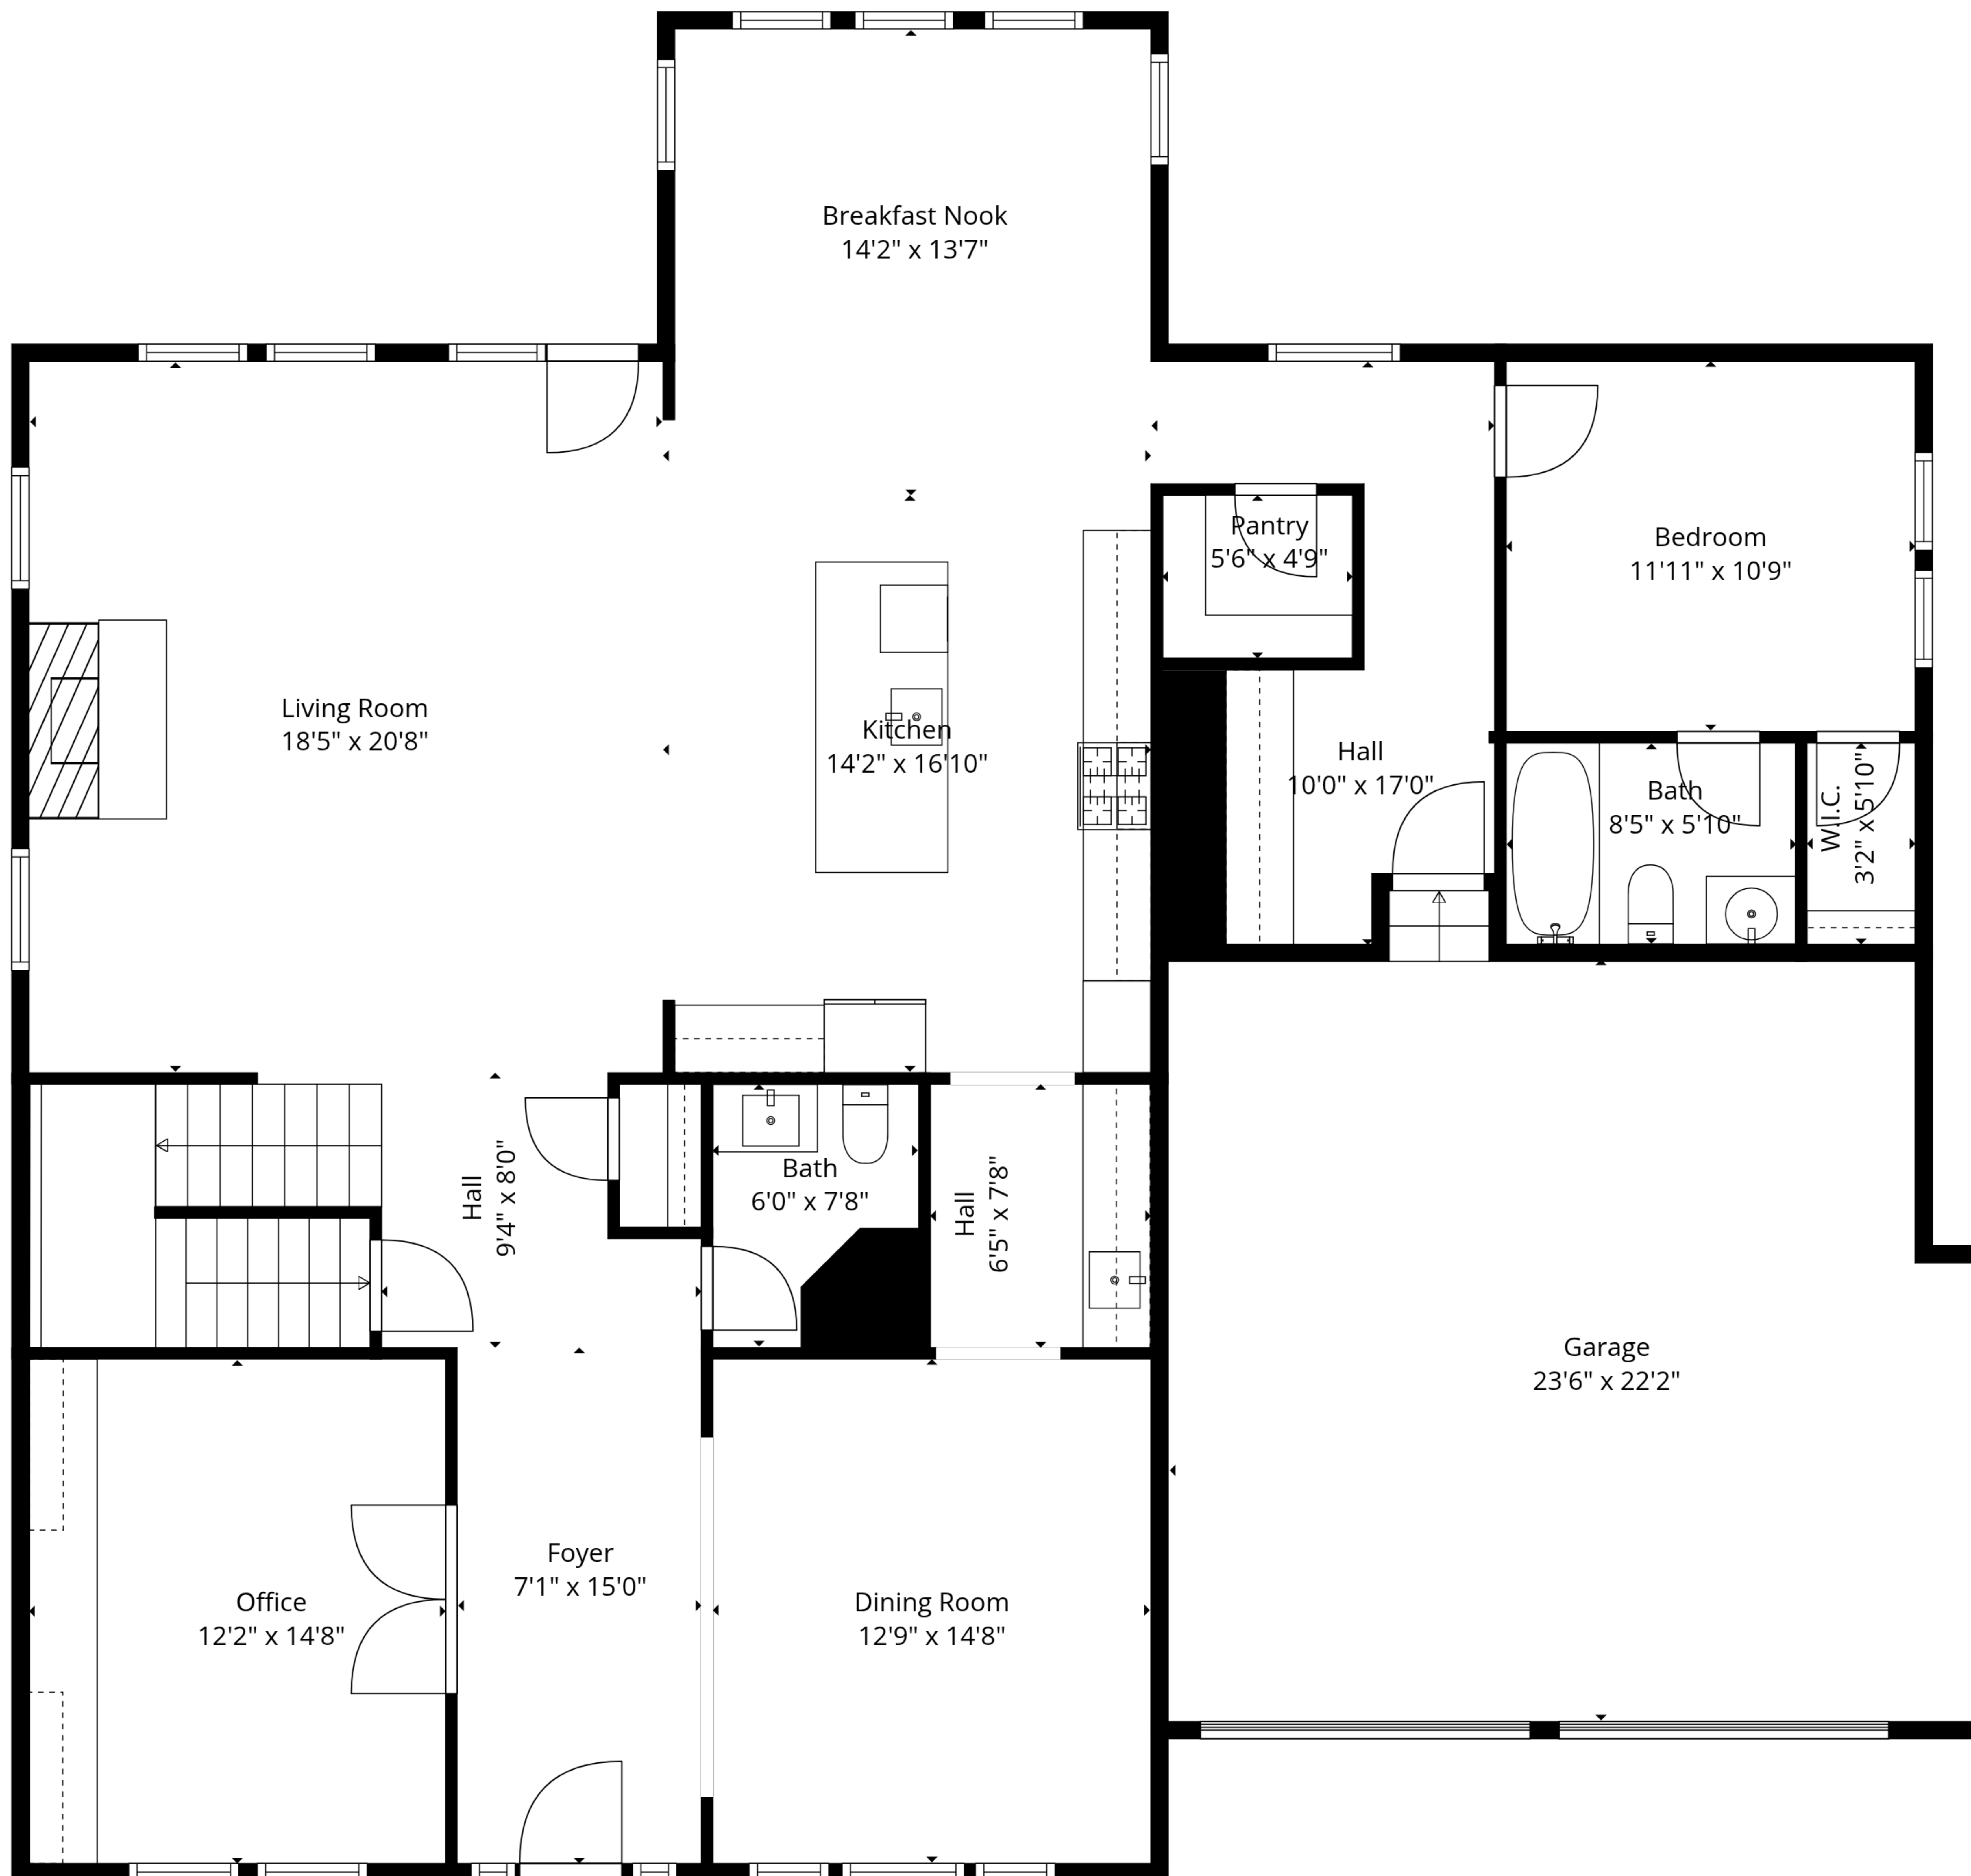 Breakfast Nook
14'2" x 13'7"
Pantry
5'6" x 4'9"
Bedroom
11'11" x 10'9"
Living Room
18'5" x 20'8"
Kitchen
14'2" x 16'10"
Hall
10'0" x 17'0"
Bath
8'5" x 5'10"
W.I.C.
3'2" x 5'10"
Hall
9'4" x 8'0"
Bath
6'0" x 7'8"
Hall
6'5" x 7'8"
Garage
23'6" x 22'2"
Office
12'2" x 14'8"
Foyer
7'1" x 15'0"
Dining Room
12'9" x 14'8"